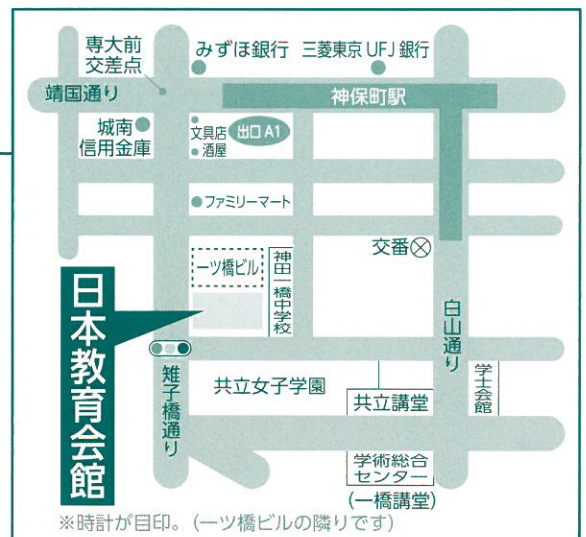 専大前
交差点
みずほ銀行
三菱東京UFJ銀行
靖国通り
神保町駅
城南
信用金庫
文具店
酒屋
出口A1
ファミリーマート
一ツ橋ビル
神田一橋中学校
交番
日本教育会館
白山通り
雉子橋通り
共立女子学園
共立講堂
学士会館
学術総合
センター
(一橋講堂)
※時計が目印。(一ツ橋ビルの隣りです)